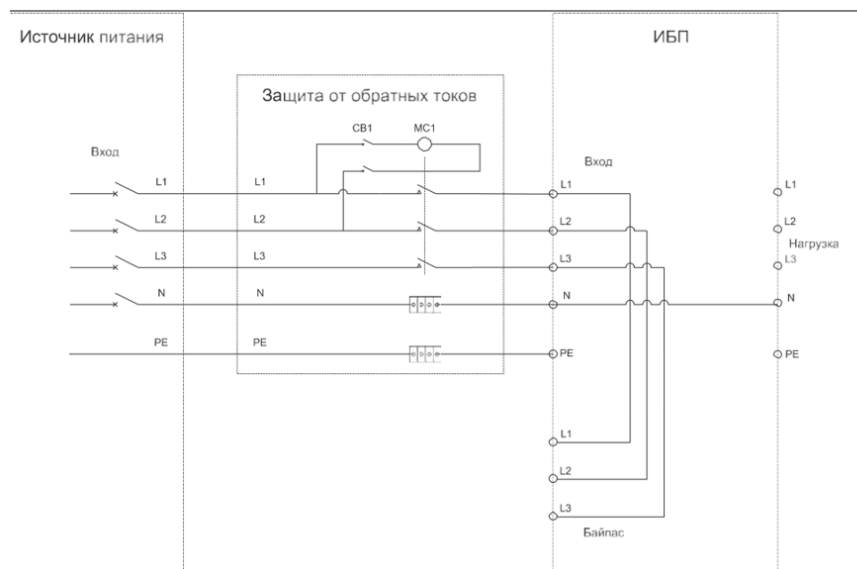 Источник питания
ИБП
Защита от обратных токов
CB1 MC1
Вход
Вход
L1 L1 L1 L1
L2 L2 L2 L2
Нагрузка
L3 L3 L3 L3
N N N N
PE PE PE PE
L1
L2
L3
Байпас